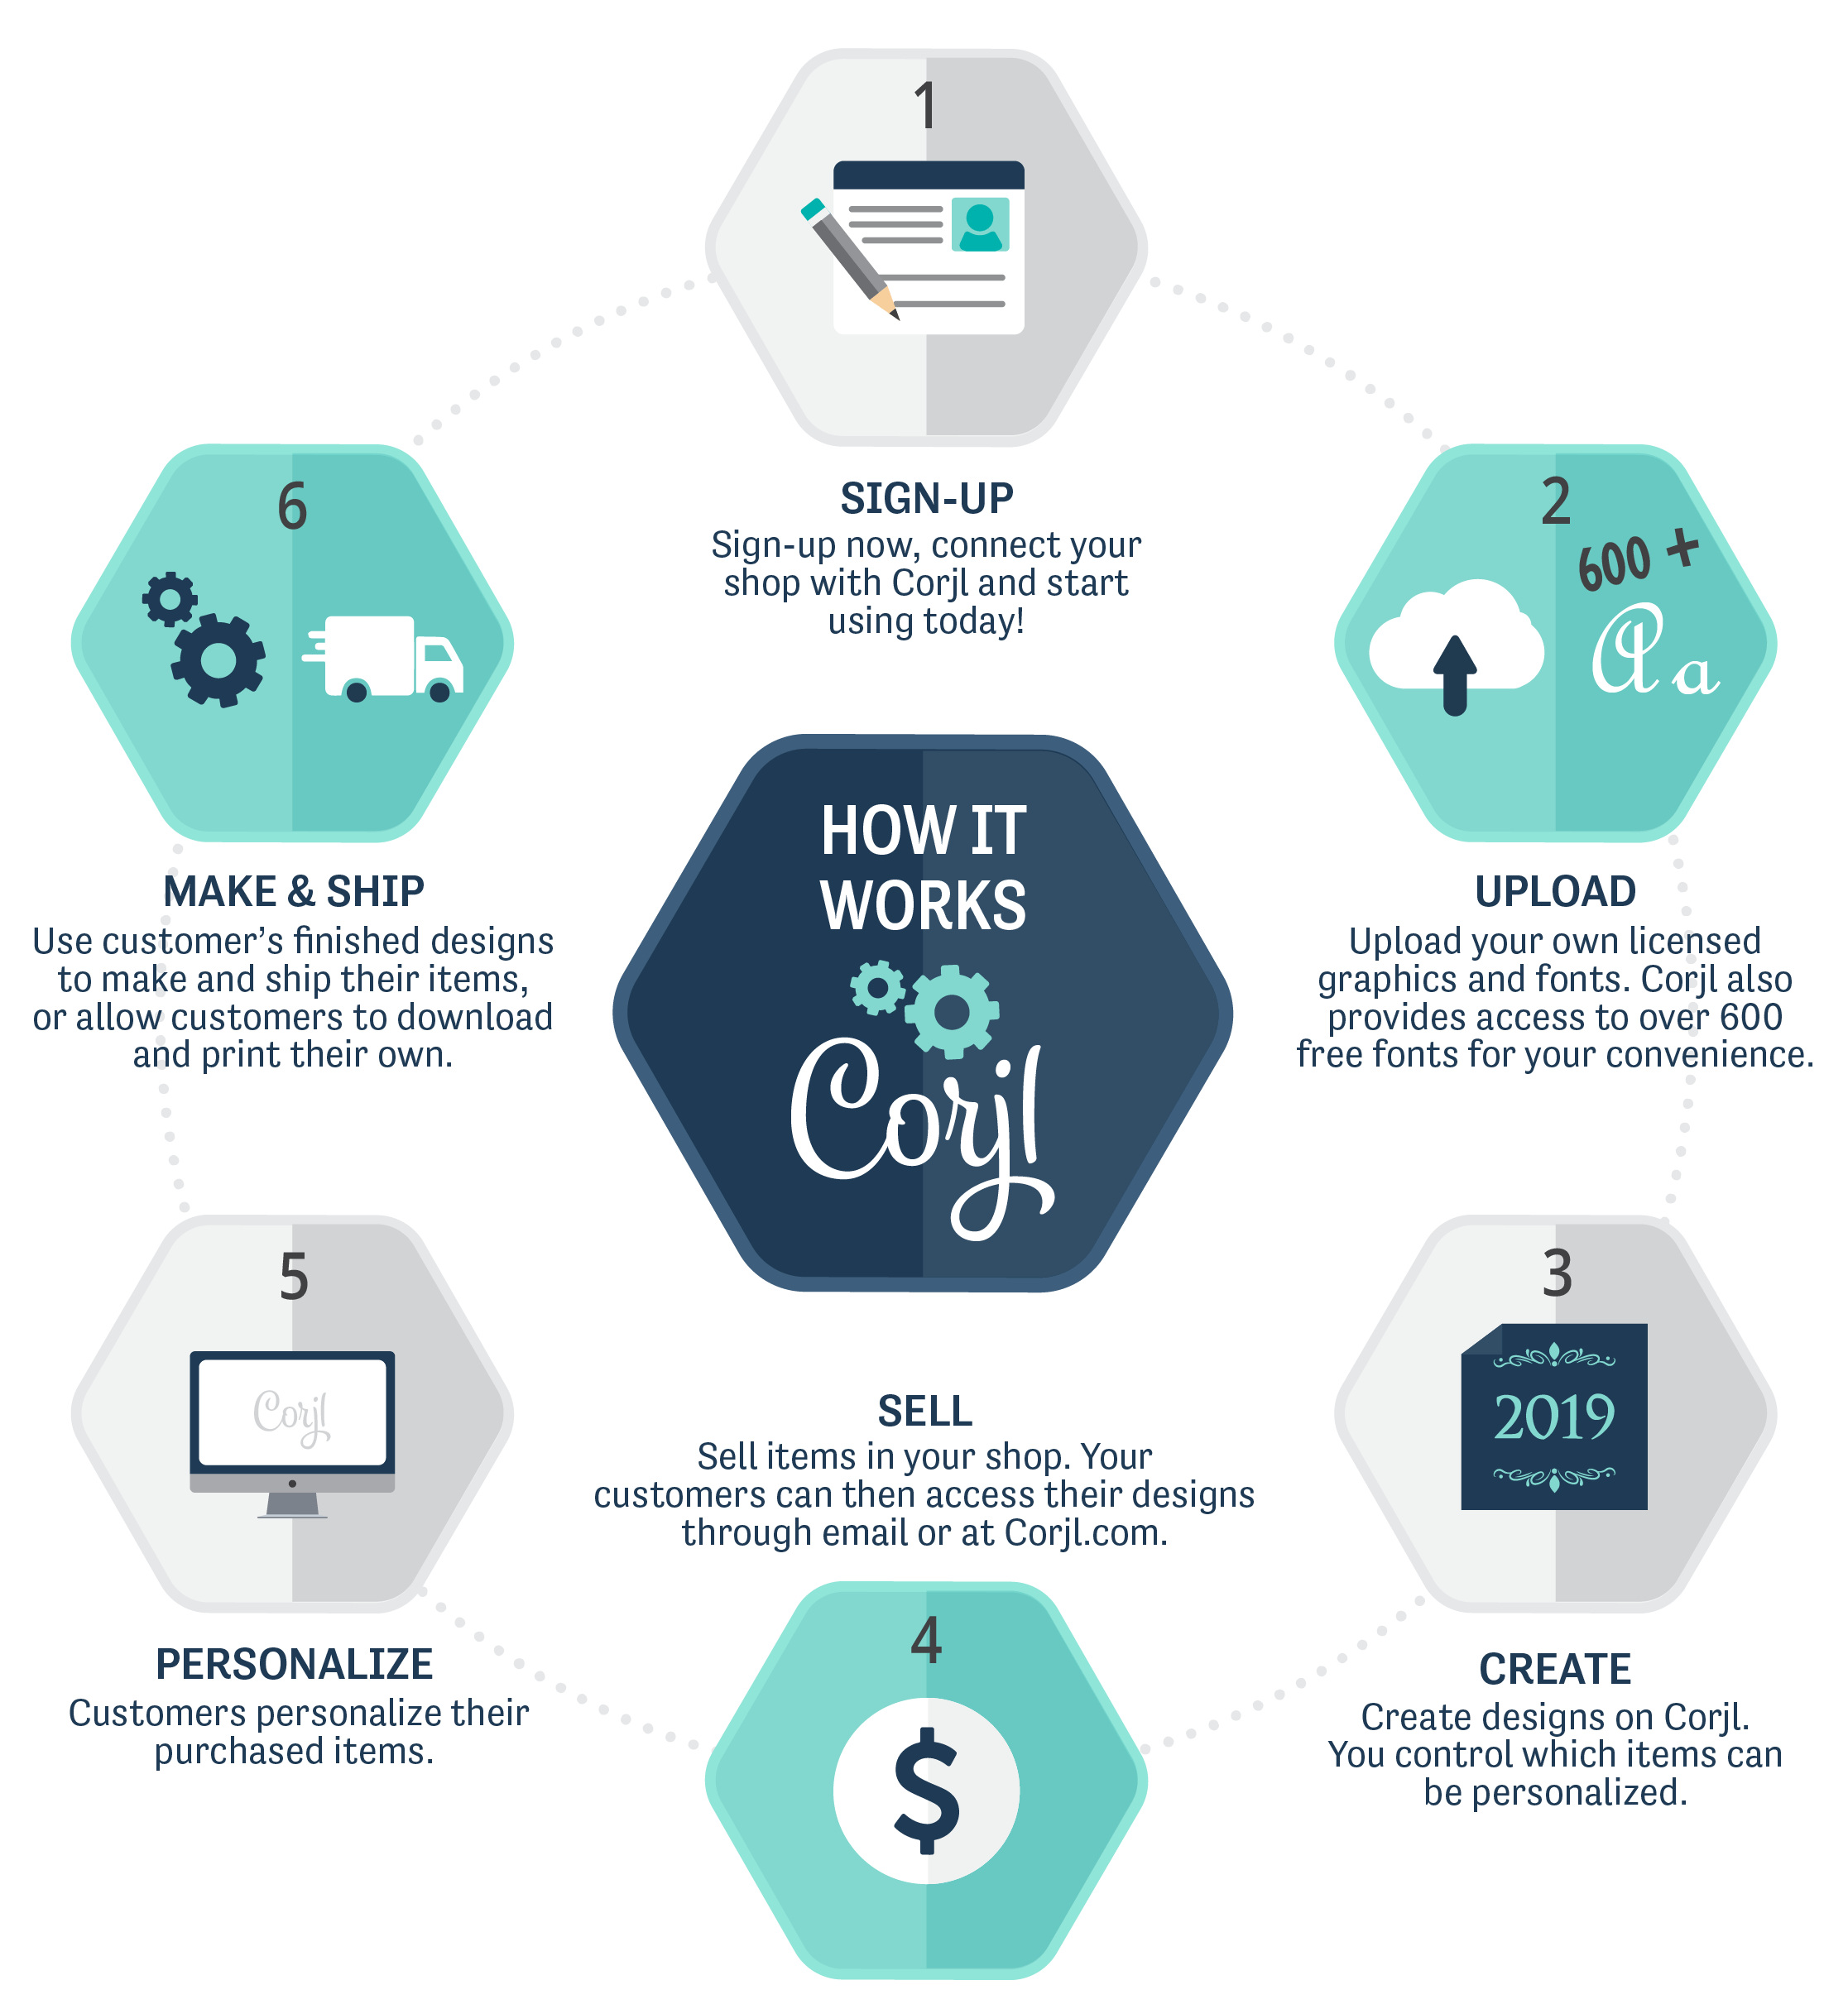 1
SIGN-UP
Sign-up now, connect your
shop with Corjl and start
using today!
2
600 +
a a
UPLOAD
Upload your own licensed
graphics and fonts. Corjl also
provides access to over 600
free fonts for your convenience.
6
MAKE & SHIP
Use customer’s finished designs
to make and ship their items,
or allow customers to download
and print their own.
HOW IT
WORKS
Corjl
3
2019
CREATE
Create designs on Corjl.
You control which items can
be personalized.
SELL
Sell items in your shop. Your
customers can then access their designs
through email or at Corjl.com.
4
$
5
Corjl
PERSONALIZE
Customers personalize their
purchased items.